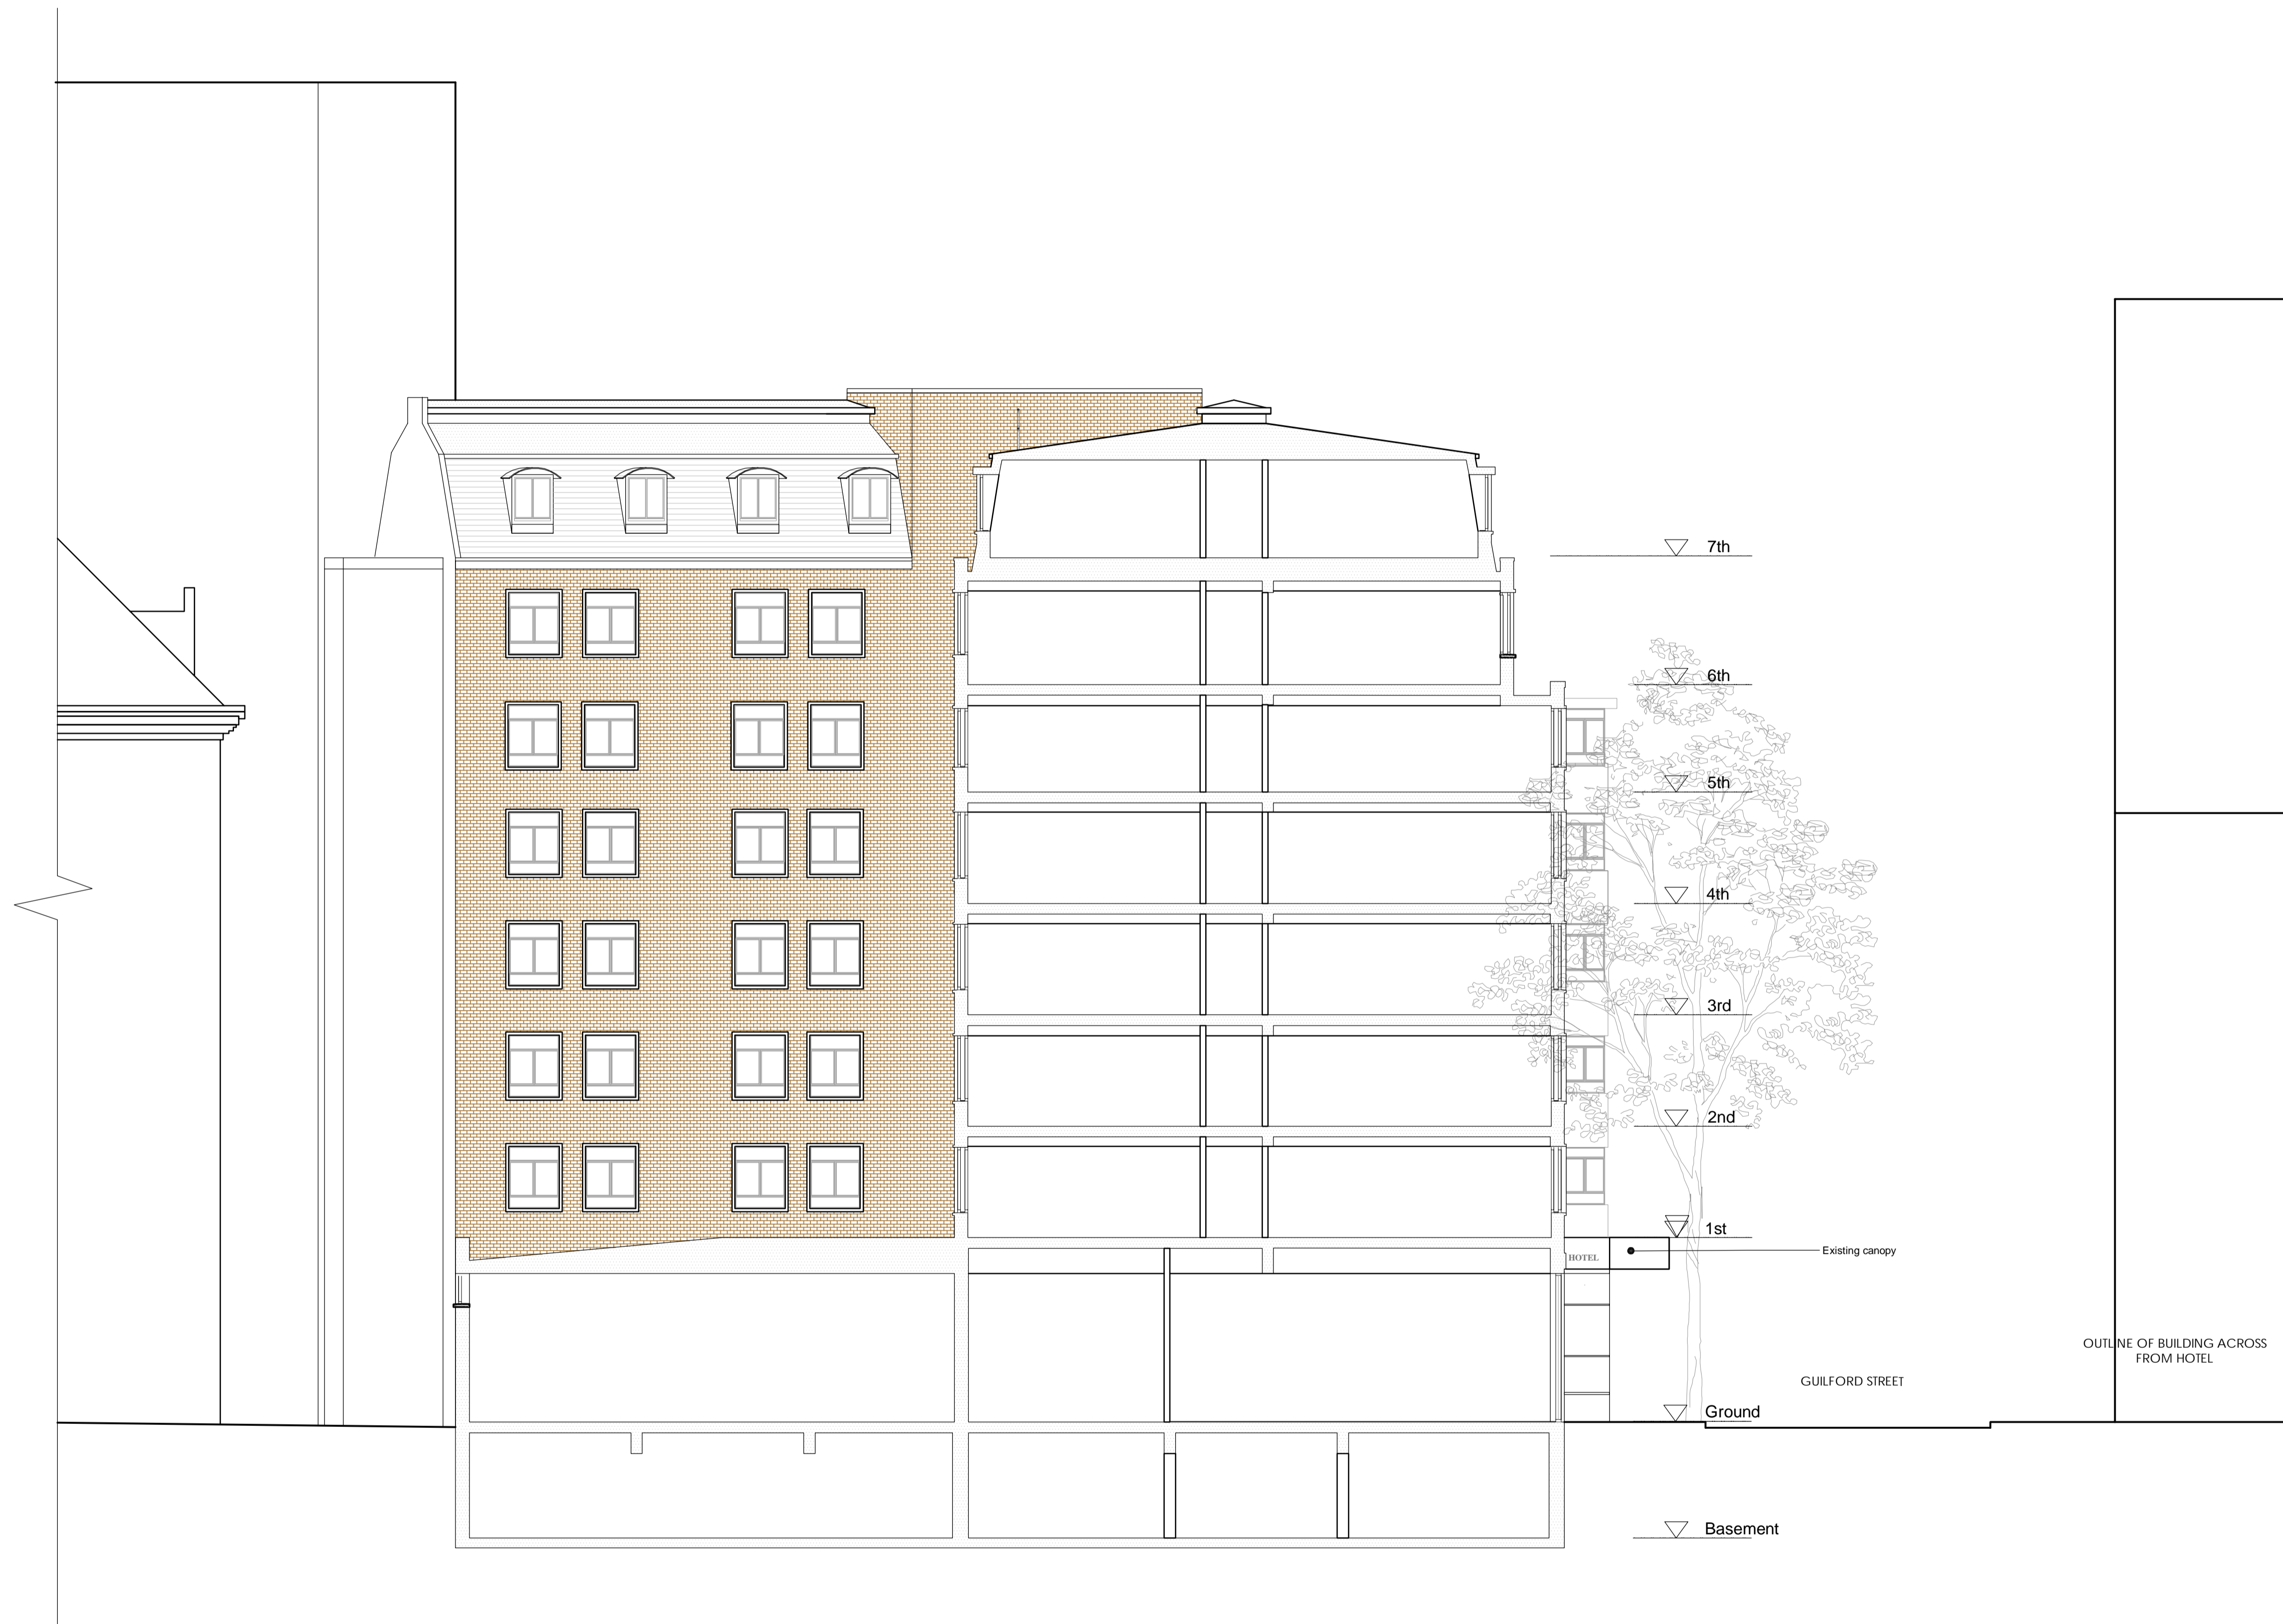 7th
6th
5th
4th
3rd
2nd
1st
Existing canopy
HOTEL
OUTLINE OF BUILDING ACROSS
FROM HOTEL
GUILFORD STREET
Ground
Basement